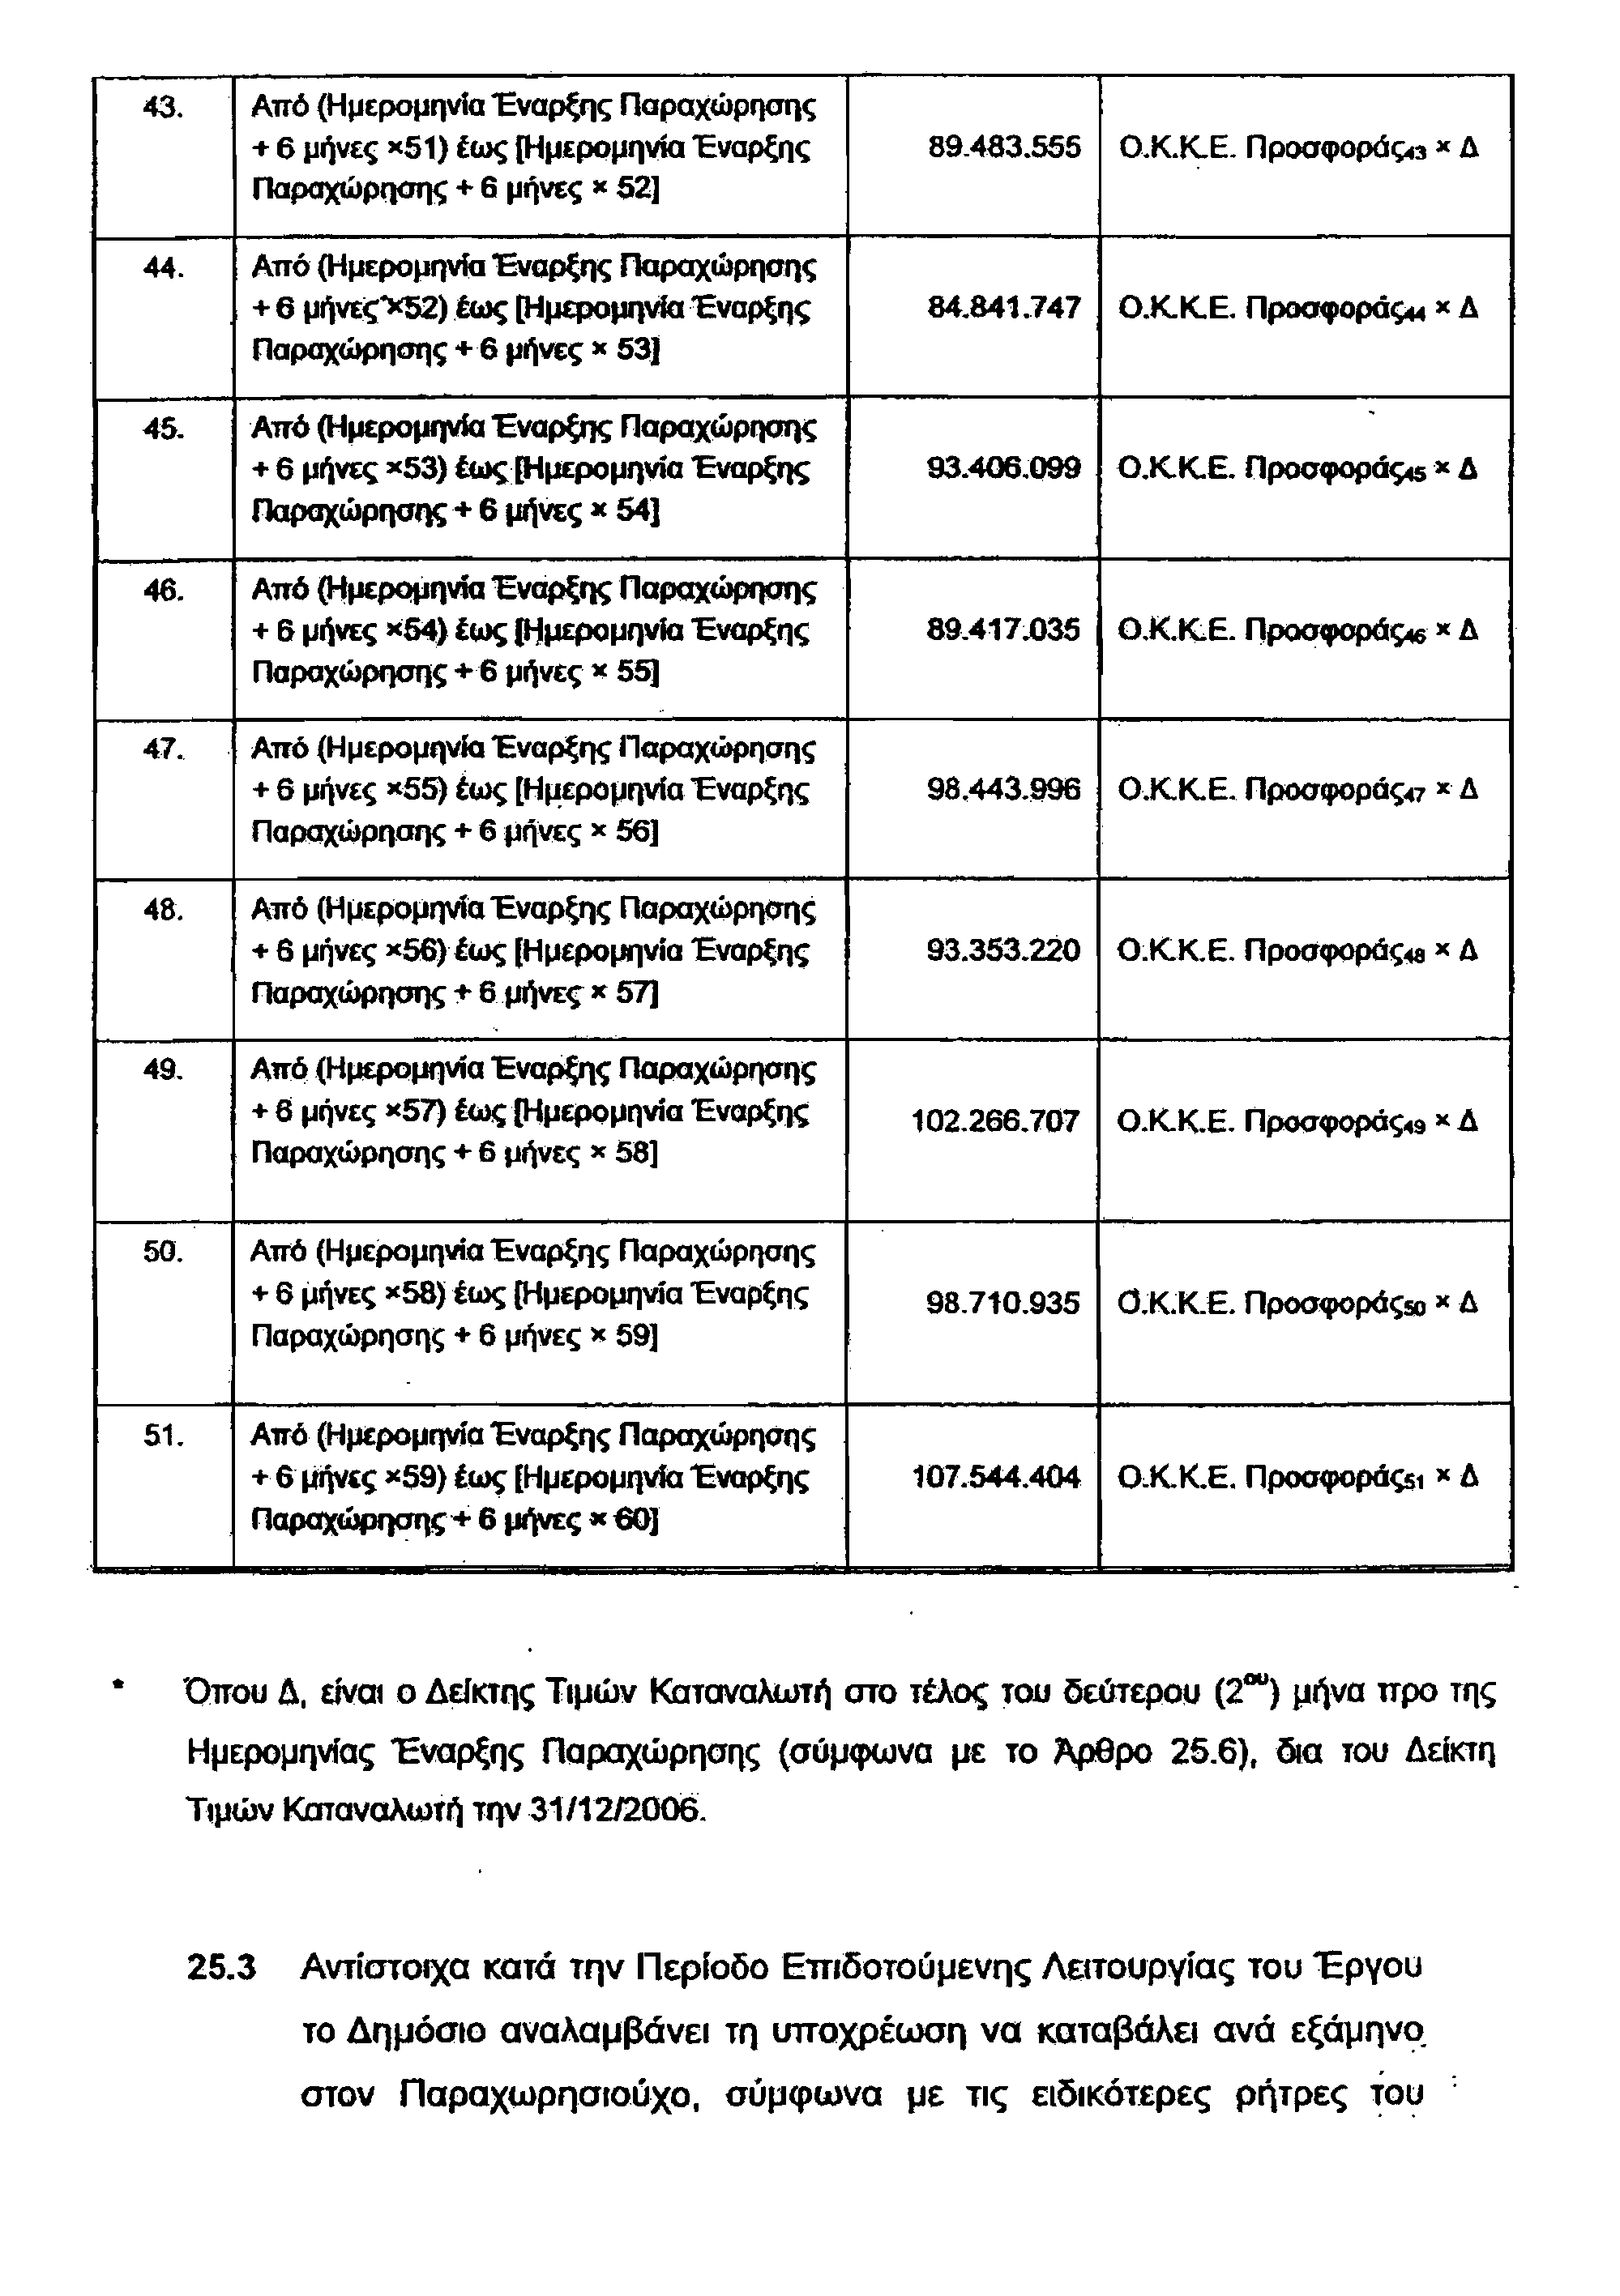 43. Από (Ημερομηνία Έναρξης Παραχώρησης
+ 6 μήνες ×51) έως [Ημερομηνία Έναρξης 89.483.555 Ο.Κ.Κ.Ε. Προσφοράς43 × Δ
Παραχώρησης + 6 μήνες × 52]
44. Από (Ημερομηνία Έναρξης Παραχώρησης
+ 6 μήνες ×52) έως [Ημερομηνία Έναρξης 84.841.747 Ο.Κ.Κ.Ε. Προσφοράς44 × Δ
Παραχώρησης + 6 μήνες × 53]
45. Από (Ημερομηνία Έναρξης Παραχώρησης
+ 6 μήνες ×53) έως [Ημερομηνία Έναρξης 93.406.099 Ο.Κ.Κ.Ε. Προσφοράς45 × Δ
Παραχώρησης + 6 μήνες × 54]
46. Από (Ημερομηνία Έναρξης Παραχώρησης
+ 6 μήνες ×54) έως [Ημερομηνία Έναρξης 89.417.035 Ο.Κ.Κ.Ε. Προσφοράς46 × Δ
Παραχώρησης + 6 μήνες × 55]
47. Από (Ημερομηνία Έναρξης Παραχώρησης
+ 6 μήνες ×55) έως [Ημερομηνία Έναρξης 98.443.996 Ο.Κ.Κ.Ε. Προσφοράς47 × Δ
Παραχώρησης + 6 μήνες × 56]
48. Από (Ημερομηνία Έναρξης Παραχώρησης
+ 6 μήνες ×56) έως [Ημερομηνία Έναρξης 93.353.220 Ο.Κ.Κ.Ε. Προσφοράς48 × Δ
Παραχώρησης + 6 μήνες × 57]
49. Από (Ημερομηνία Έναρξης Παραχώρησης
+ 6 μήνες ×57) έως [Ημερομηνία Έναρξης 102.266.707 Ο.Κ.Κ.Ε. Προσφοράς49 × Δ
Παραχώρησης + 6 μήνες × 58]
50. Από (Ημερομηνία Έναρξης Παραχώρησης
+ 6 μήνες ×58) έως [Ημερομηνία Έναρξης 98.710.935 Ο.Κ.Κ.Ε. Προσφοράς50 × Δ
Παραχώρησης + 6 μήνες × 59]
51. Από (Ημερομηνία Έναρξης Παραχώρησης
+ 6 μήνες ×59) έως [Ημερομηνία Έναρξης 107.544.404 Ο.Κ.Κ.Ε. Προσφοράς51 × Δ
Παραχώρησης + 6 μήνες × 60]
* Όπου Δ, είναι ο Δείκτης Τιμών Καταναλωτή στο τέλος του δεύτερου (2ου) μήνα προ της
Ημερομηνίας Έναρξης Παραχώρησης (σύμφωνα με το Άρθρο 25.6), δια του Δείκτη
Τιμών Καταναλωτή την 31/12/2006.
25.3 Αντίστοιχα κατά την Περίοδο Επιδοτούμενης Λειτουργίας του Έργου
το Δημόσιο αναλαμβάνει τη υποχρέωση να καταβάλει ανά εξάμηνο
στον Παραχωρησιούχο, σύμφωνα με τις ειδικότερες ρήτρες του